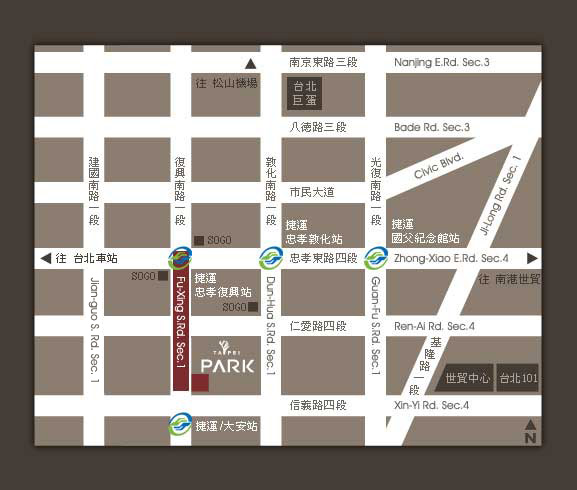 南京東路三段 Nanjing E.Rd. Sec.3
往 松山機場
台北
巨蛋
八德路三段 Bade Rd. Sec.3
建國南路一段
復興南路一段
敦化南路一段
光復南路一段
Civic Blvd.
Ji-Long Rd. Sec. 1
市民大道
SOGO
捷運
忠孝敦化站
捷運
國父紀念館站
往 台北車站
忠孝東路四段 Zhong-Xiao E.Rd. Sec.4
往 南港世貿
SOGO
捷運
忠孝復興站
SOGO
Jian-guo S. Rd. Sec. 1
Fu-Xing S.Rd. Sec.1
Dun-Hua S.Rd. Sec. 1
Guan-Fu S.Rd. Sec.1
仁愛路四段 Ren-Ai Rd. Sec.4
基隆路一段
TAIPEI
PARK
世貿中心
台北101
信義路四段 Xin-Yi Rd. Sec.4
捷運/大安站
N